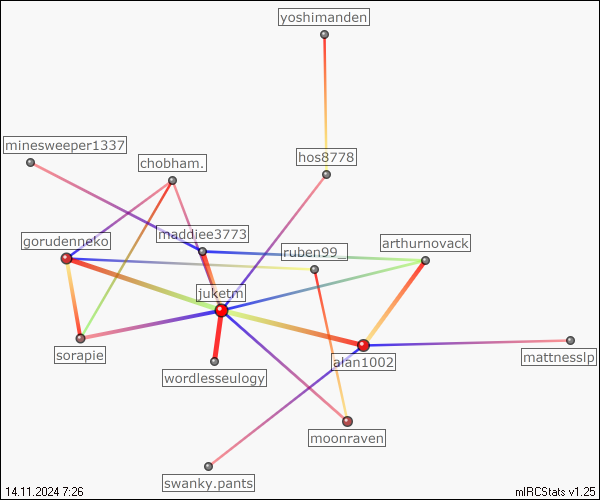 yoshimanden
minesweeper1337
chobham.
hos8778
maddiee3773
gorudenneko
ruben99_
arthurnovack
juketm
sorapie
alan1002
mattnesslp
wordlesseulogy
moonraven
swanky.pants
14.11.2024 7:26
mIRCStats v1.25